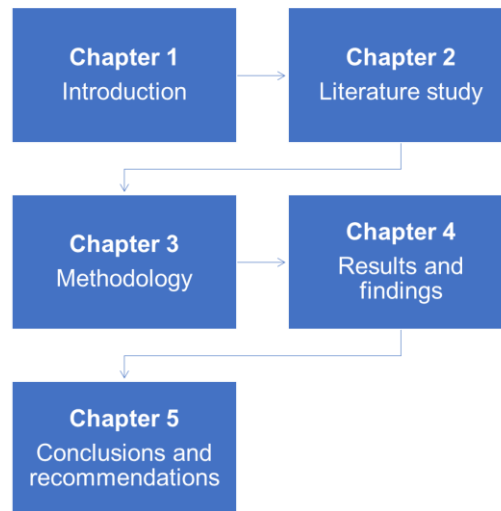 Chapter 1
Introduction
Chapter 2
Literature study
Chapter 3
Methodology
Chapter 4
Results and
findings
Chapter 5
Conclusions and
recommendations